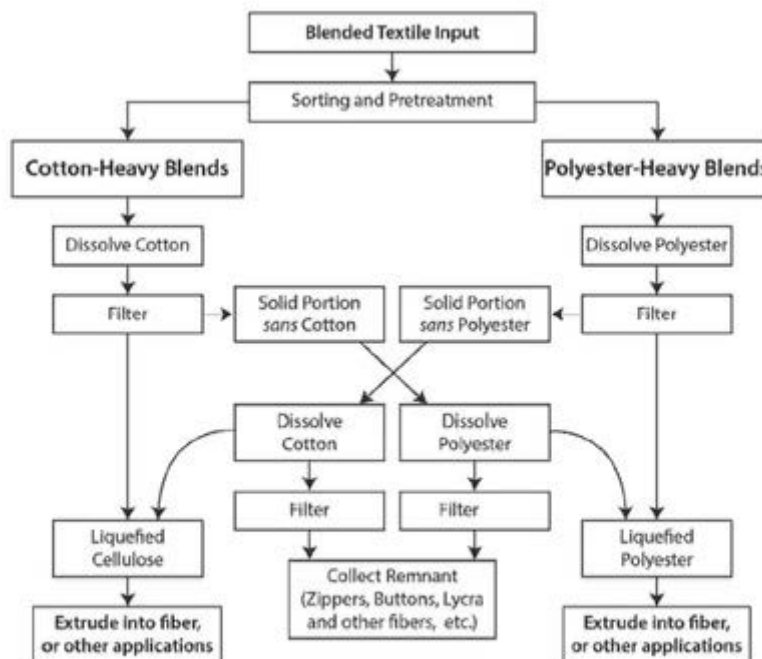 Blended Textile Input
Sorting and Pretreatment
Cotton-Heavy Blends
Polyester-Heavy Blends
Dissolve Cotton
Dissolve Polyester
Filter
Solid Portion
sans Cotton
Solid Portion
sans Polyester
Filter
Dissolve
Cotton
Dissolve
Polyester
Filter
Filter
Liquefied
Cellulose
Collect Remnant
(Zippers, Buttons, Lycra
and other fibers, etc.)
Liquefied
Polyester
Extrude into fiber,
or other applications
Extrude into fiber,
or other applications